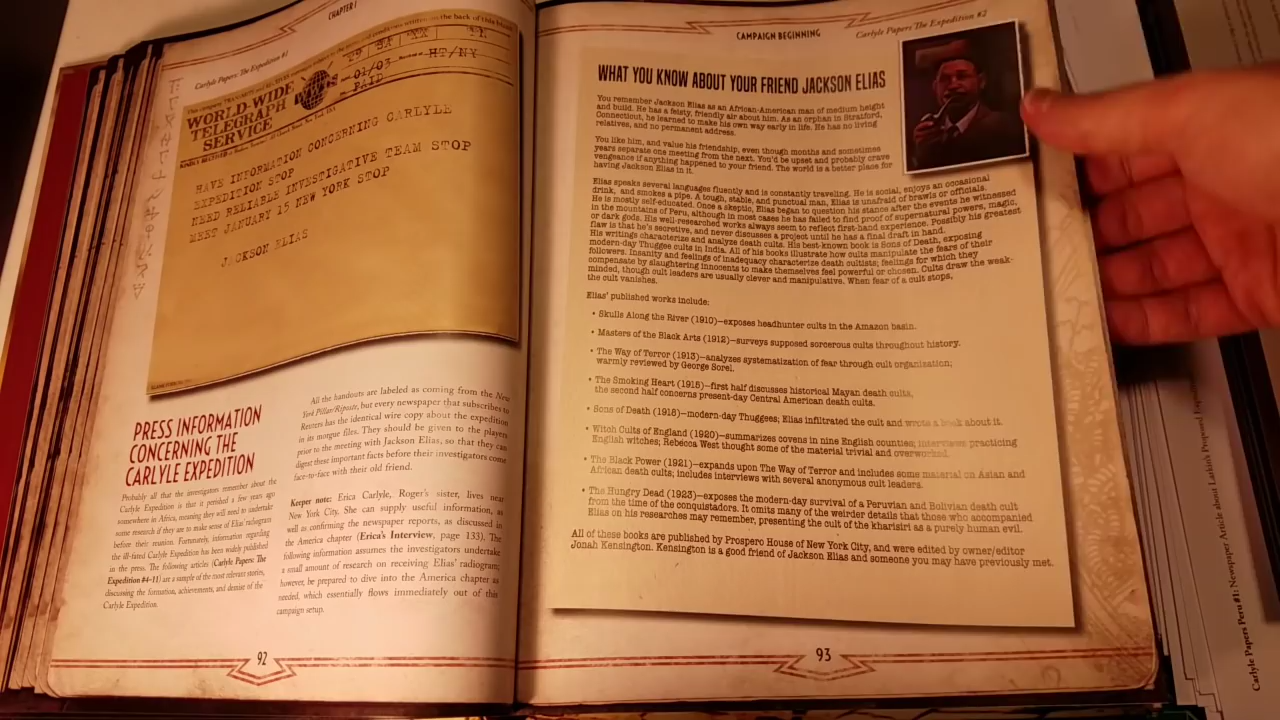 CHAPTER I
Carlyle Papers: The Expedition #1
WORLD-WIDE
TELEGRAPH
SERVICE
01/03
PAID
HT/NY
HAVE INFORMATION CONCERNING CARLYLE
EXPEDITION STOP
NEED RELIABLE INVESTIGATIVE TEAM STOP
MEET JANUARY 15 NEW YORK STOP
JACKSON ELIAS
PRESS INFORMATION
CONCERNING THE
CARLYLE EXPEDITION
Probably all that the investigators remember about the
Carlyle Expedition is that it perished a few years ago
somewhere in Africa, meaning they will need to undertake
some research if they are to make sense of Elias' radiogram
before their reunion. Fortunately, information regarding
the ill-fated Carlyle Expedition has been widely published
in the press. The following articles (Carlyle Papers: The
Expedition #4–11) are a sample of the most relevant stories,
discussing the formation, achievements, and demise of the
Carlyle Expedition.
All the handouts are labeled as coming from the New
York Pillar/Riposte, but every newspaper that subscribes to
Reuters has the identical wire copy about the expedition
in its morgue files. They should be given to the players
prior to the meeting with Jackson Elias, so that they can
digest these important facts before their investigators come
face-to-face with their old friend.
Keeper note: Erica Carlyle, Roger's sister, lives near
New York City. She can supply useful information, as
well as confirming the newspaper reports, as discussed in
the America chapter (Erica's Interview, page 133). The
following information assumes the investigators undertake
a small amount of research on receiving Elias' radiogram;
however, be prepared to dive into the America chapter as
needed, which essentially flows immediately out of this
campaign setup.
92
CAMPAIGN BEGINNING
Carlyle Papers The Expedition #2
WHAT YOU KNOW ABOUT YOUR FRIEND JACKSON ELIAS
You remember Jackson Elias as an African-American man of medium height
and build. He has a feisty, friendly air about him. As an orphan in Stratford,
Connecticut, he learned to make his own way early in life. He has no living
relatives, and no permanent address.
You like him, and value his friendship, even though months and sometimes
years separate one meeting from the next. You'd be upset and probably crave
vengeance if anything happened to your friend. The world is a better place for
having Jackson Elias in it.
Elias speaks several languages fluently and is constantly traveling. He is social, enjoys an occasional
drink, and smokes a pipe. A tough, stable, and punctual man, Elias is unafraid of brawls or officials.
He is mostly self-educated. Once a skeptic, Elias began to question his stance after the events he witnessed
in the mountains of Peru, although in most cases he has failed to find proof of supernatural powers, magic,
or dark gods. His well-researched works always seem to reflect first-hand experience. Possibly his greatest
flaw is that he's secretive, and never discusses a project until he has a final draft in hand.
His writings characterize and analyze death cults. His best-known book is Sons of Death, exposing
modern-day Thuggee cults in India. All of his books illustrate how cults manipulate the fears of their
followers. Insanity and feelings of inadequacy characterize death cultists; feelings for which they
compensate by slaughtering innocents to make themselves feel powerful or chosen. Cults draw the weak-
minded, though cult leaders are usually clever and manipulative. When fear of a cult stops,
the cult vanishes.
Elias' published works include:
• Skulls Along the River (1910)—exposes headhunter cults in the Amazon basin.
• Masters of the Black Arts (1912)—surveys supposed sorcerous cults throughout history.
• The Way of Terror (1913)—analyzes systematization of fear through cult organization;
warmly reviewed by George Sorel.
• The Smoking Heart (1915)—first half discusses historical Mayan death cults,
the second half concerns present-day Central American death cults.
• Sons of Death (1918)—modern-day Thuggees; Elias infiltrated the cult and wrote a book about it.
• Witch Cults of England (1920)—summarizes covens in nine English counties; interviews practicing
English witches; Rebecca West thought some of the material trivial and overworked.
• The Black Power (1921)—expands upon The Way of Terror and includes some material on Asian and
African death cults; includes interviews with several anonymous cult leaders.
• The Hungry Dead (1923)—exposes the modern-day survival of a Peruvian and Bolivian death cult
from the time of the conquistadors. It omits many of the weirder details that those who accompanied
Elias on his researches may remember, presenting the cult of the kharisiri as a purely human evil.
All of these books are published by Prospero House of New York City, and were edited by owner/editor
Jonah Kensington. Kensington is a good friend of Jackson Elias and someone you may have previously met.
93
Carlyle Papers Peru #1: Newspaper Article about Larkin's Proposed